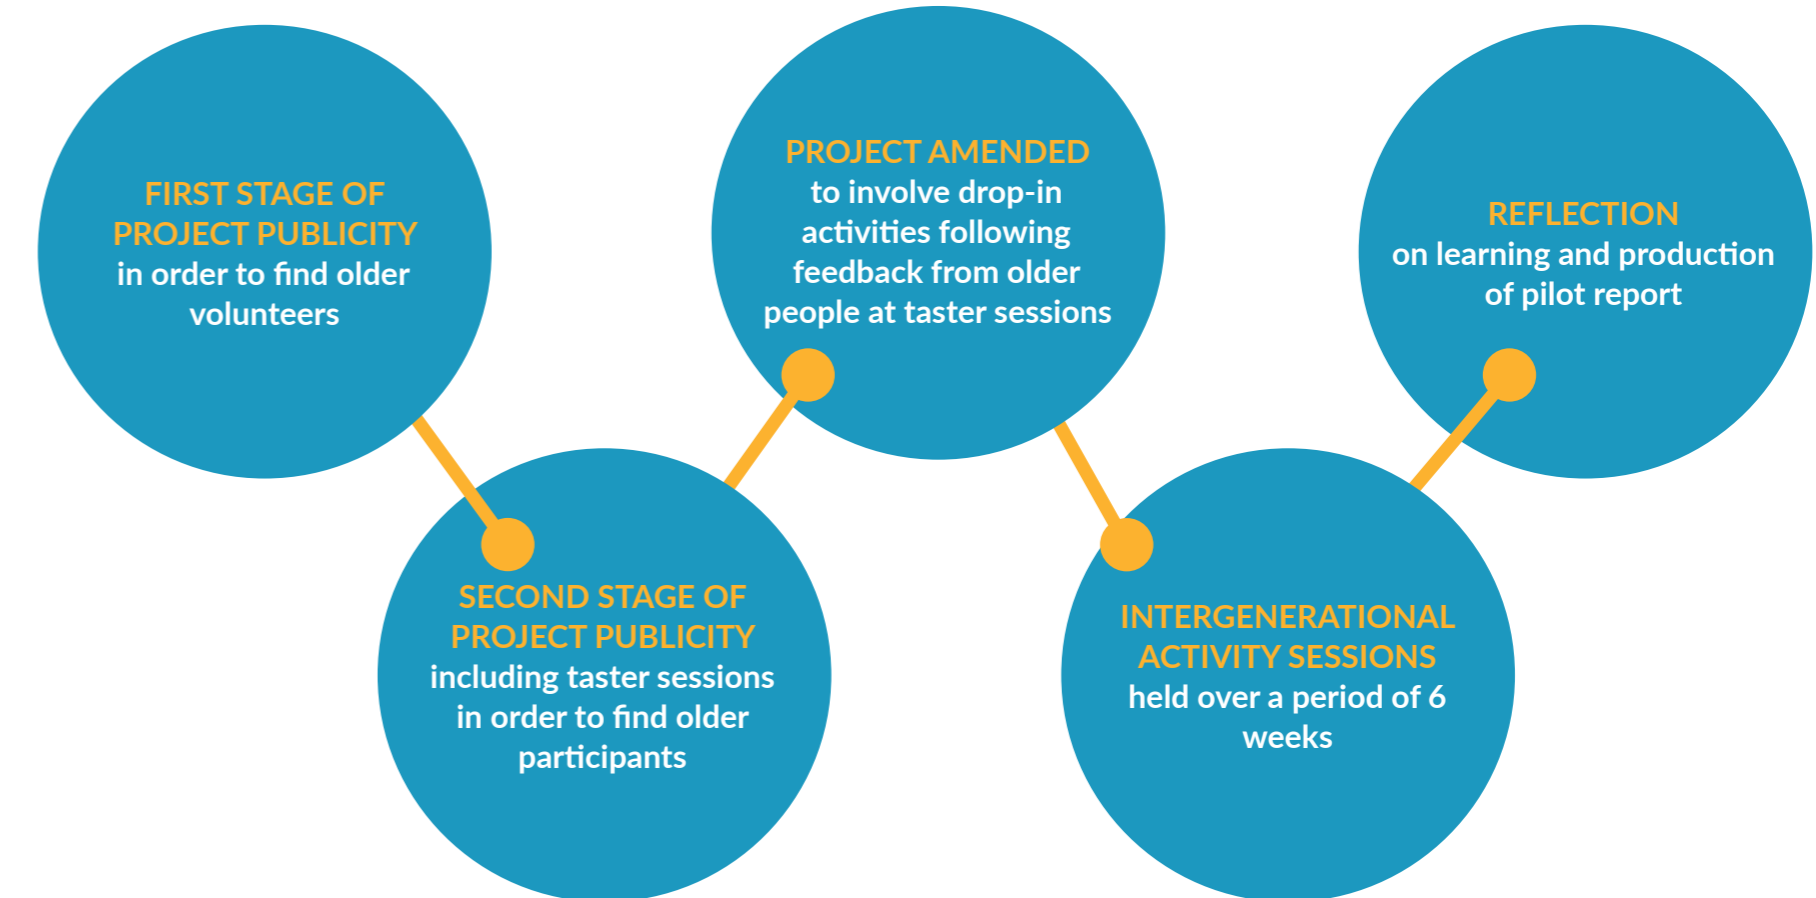 FIRST STAGE OF
PROJECT PUBLICITY
in order to find older
volunteers
SECOND STAGE OF
PROJECT PUBLICITY
including taster sessions
in order to find older
participants
PROJECT AMENDED
to involve drop-in
activities following
feedback from older
people at taster sessions
INTERGENERATIONAL
ACTIVITY SESSIONS
held over a period of 6
weeks
REFLECTION
on learning and production
of pilot report